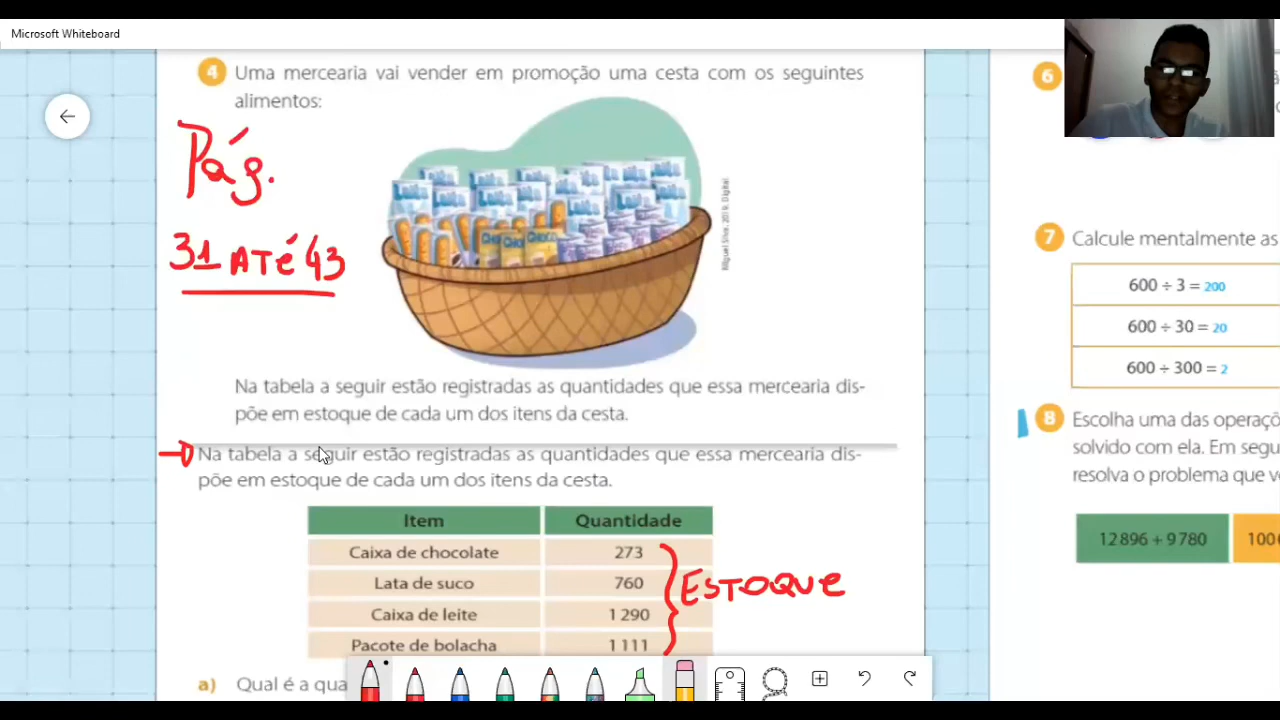 Microsoft Whiteboard
4 Uma mercearia vai vender em promoção uma cesta com os seguintes
alimentos:
Pág.
31 ATÉ 43
Miguel Silva. 2019. Digital.
Na tabela a seguir estão registradas as quantidades que essa mercearia dis-
põe em estoque de cada um dos itens da cesta.
Na tabela a seguir estão registradas as quantidades que essa mercearia dis-
põe em estoque de cada um dos itens da cesta.
Item Quantidade
Caixa de chocolate 273
Lata de suco 760
Caixa de leite 1 290
Pacote de bolacha 1 111
ESTOQUE
a) Qual é a qua
6
7 Calcule mentalmente as
600 ÷ 3 = 200
600 ÷ 30 = 20
600 ÷ 300 = 2
8 Escolha uma das operaçõ
solvido com ela. Em segu
resolva o problema que v
12 896 + 9 780 100